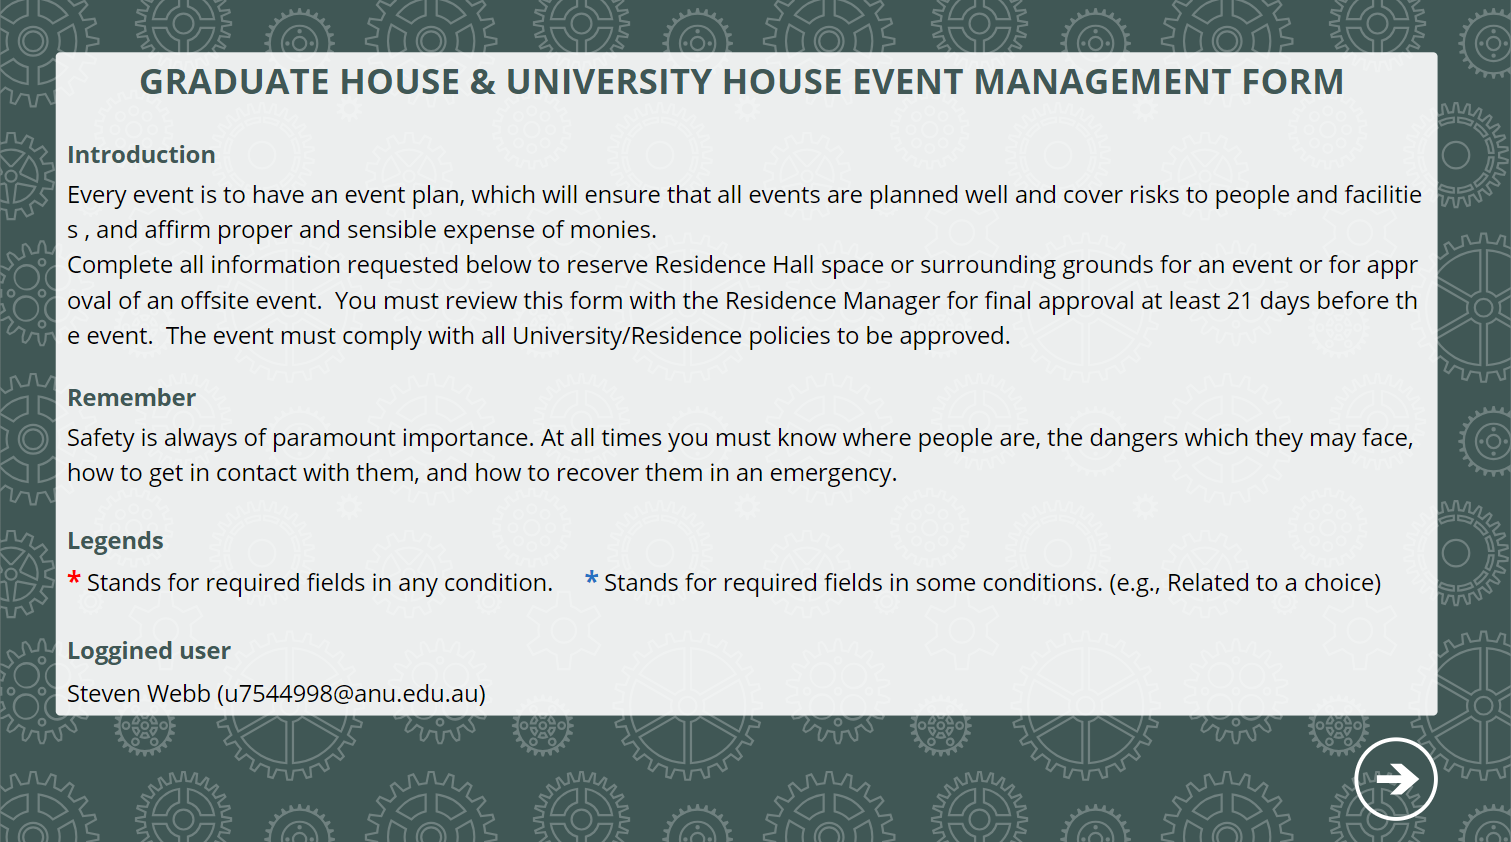 GRADUATE HOUSE & UNIVERSITY HOUSE EVENT MANAGEMENT FORM
Introduction
Every event is to have an event plan, which will ensure that all events are planned well and cover risks to people and facilitie
s , and affirm proper and sensible expense of monies.
Complete all information requested below to reserve Residence Hall space or surrounding grounds for an event or for appr
oval of an offsite event.  You must review this form with the Residence Manager for final approval at least 21 days before th
e event.  The event must comply with all University/Residence policies to be approved.
Remember
Safety is always of paramount importance. At all times you must know where people are, the dangers which they may face,
how to get in contact with them, and how to recover them in an emergency.
Legends
* Stands for required fields in any condition. * Stands for required fields in some conditions. (e.g., Related to a choice)
Loggined user
Steven Webb (u7544998@anu.edu.au)